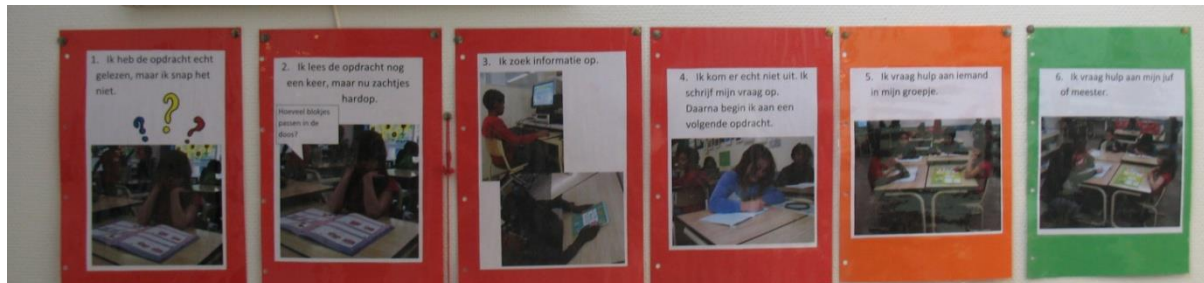 1. Ik heb de opdracht echt
gelezen, maar ik snap het
niet.
2. Ik lees de opdracht nog
een keer, maar nu zachtjes
hardop.
Hoeveel blokjes
passen in de
doos?
3. Ik zoek informatie op.
4. Ik kom er echt niet uit. Ik
schrijf mijn vraag op.
Daarna begin ik aan een
volgende opdracht.
5. Ik vraag hulp aan iemand
in mijn groepje.
6. Ik vraag hulp aan mijn juf
of meester.